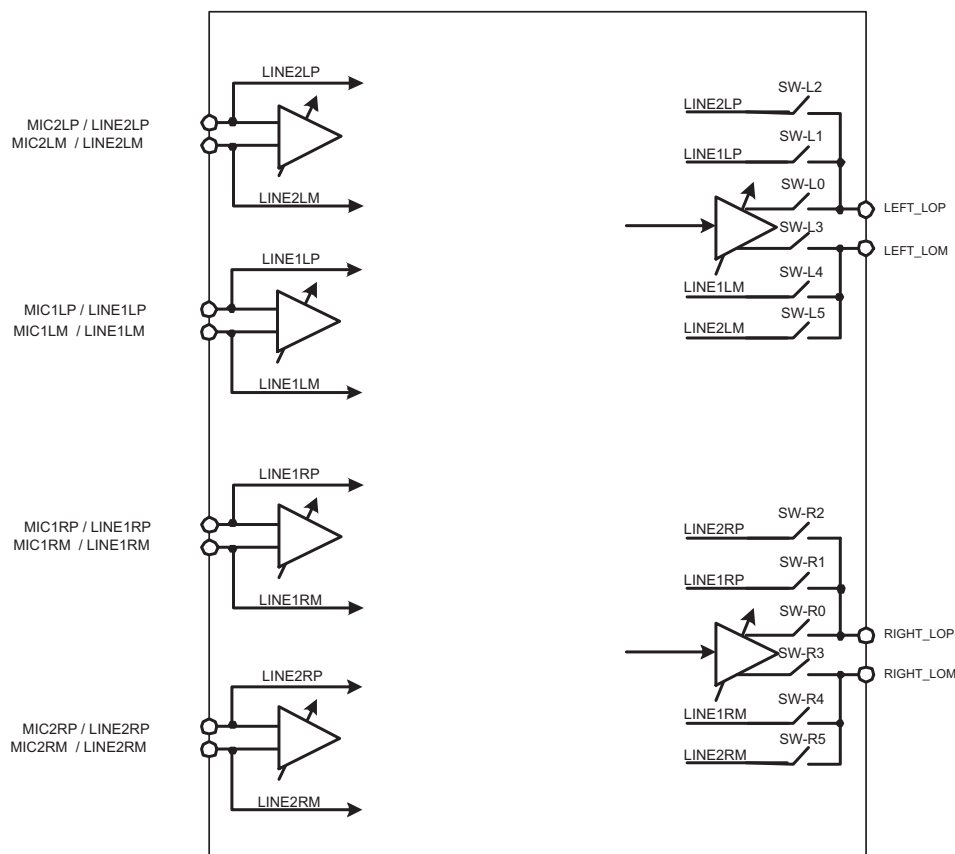 LINE2LP
MIC2LP / LINE2LP
MIC2LM / LINE2LM
LINE2LM
LINE1LP
MIC1LP / LINE1LP
MIC1LM / LINE1LM
LINE1LM
LINE1RP
MIC1RP / LINE1RP
MIC1RM / LINE1RM
LINE1RM
LINE2RP
MIC2RP / LINE2RP
MIC2RM / LINE2RM
LINE2RM
SW-L2
LINE2LP
SW-L1
LINE1LP
SW-L0
LEFT_LOP
SW-L3
LEFT_LOM
SW-L4
LINE1LM
SW-L5
LINE2LM
SW-R2
LINE2RP
SW-R1
LINE1RP
SW-R0
RIGHT_LOP
SW-R3
RIGHT_LOM
SW-R4
LINE1RM
SW-R5
LINE2RM